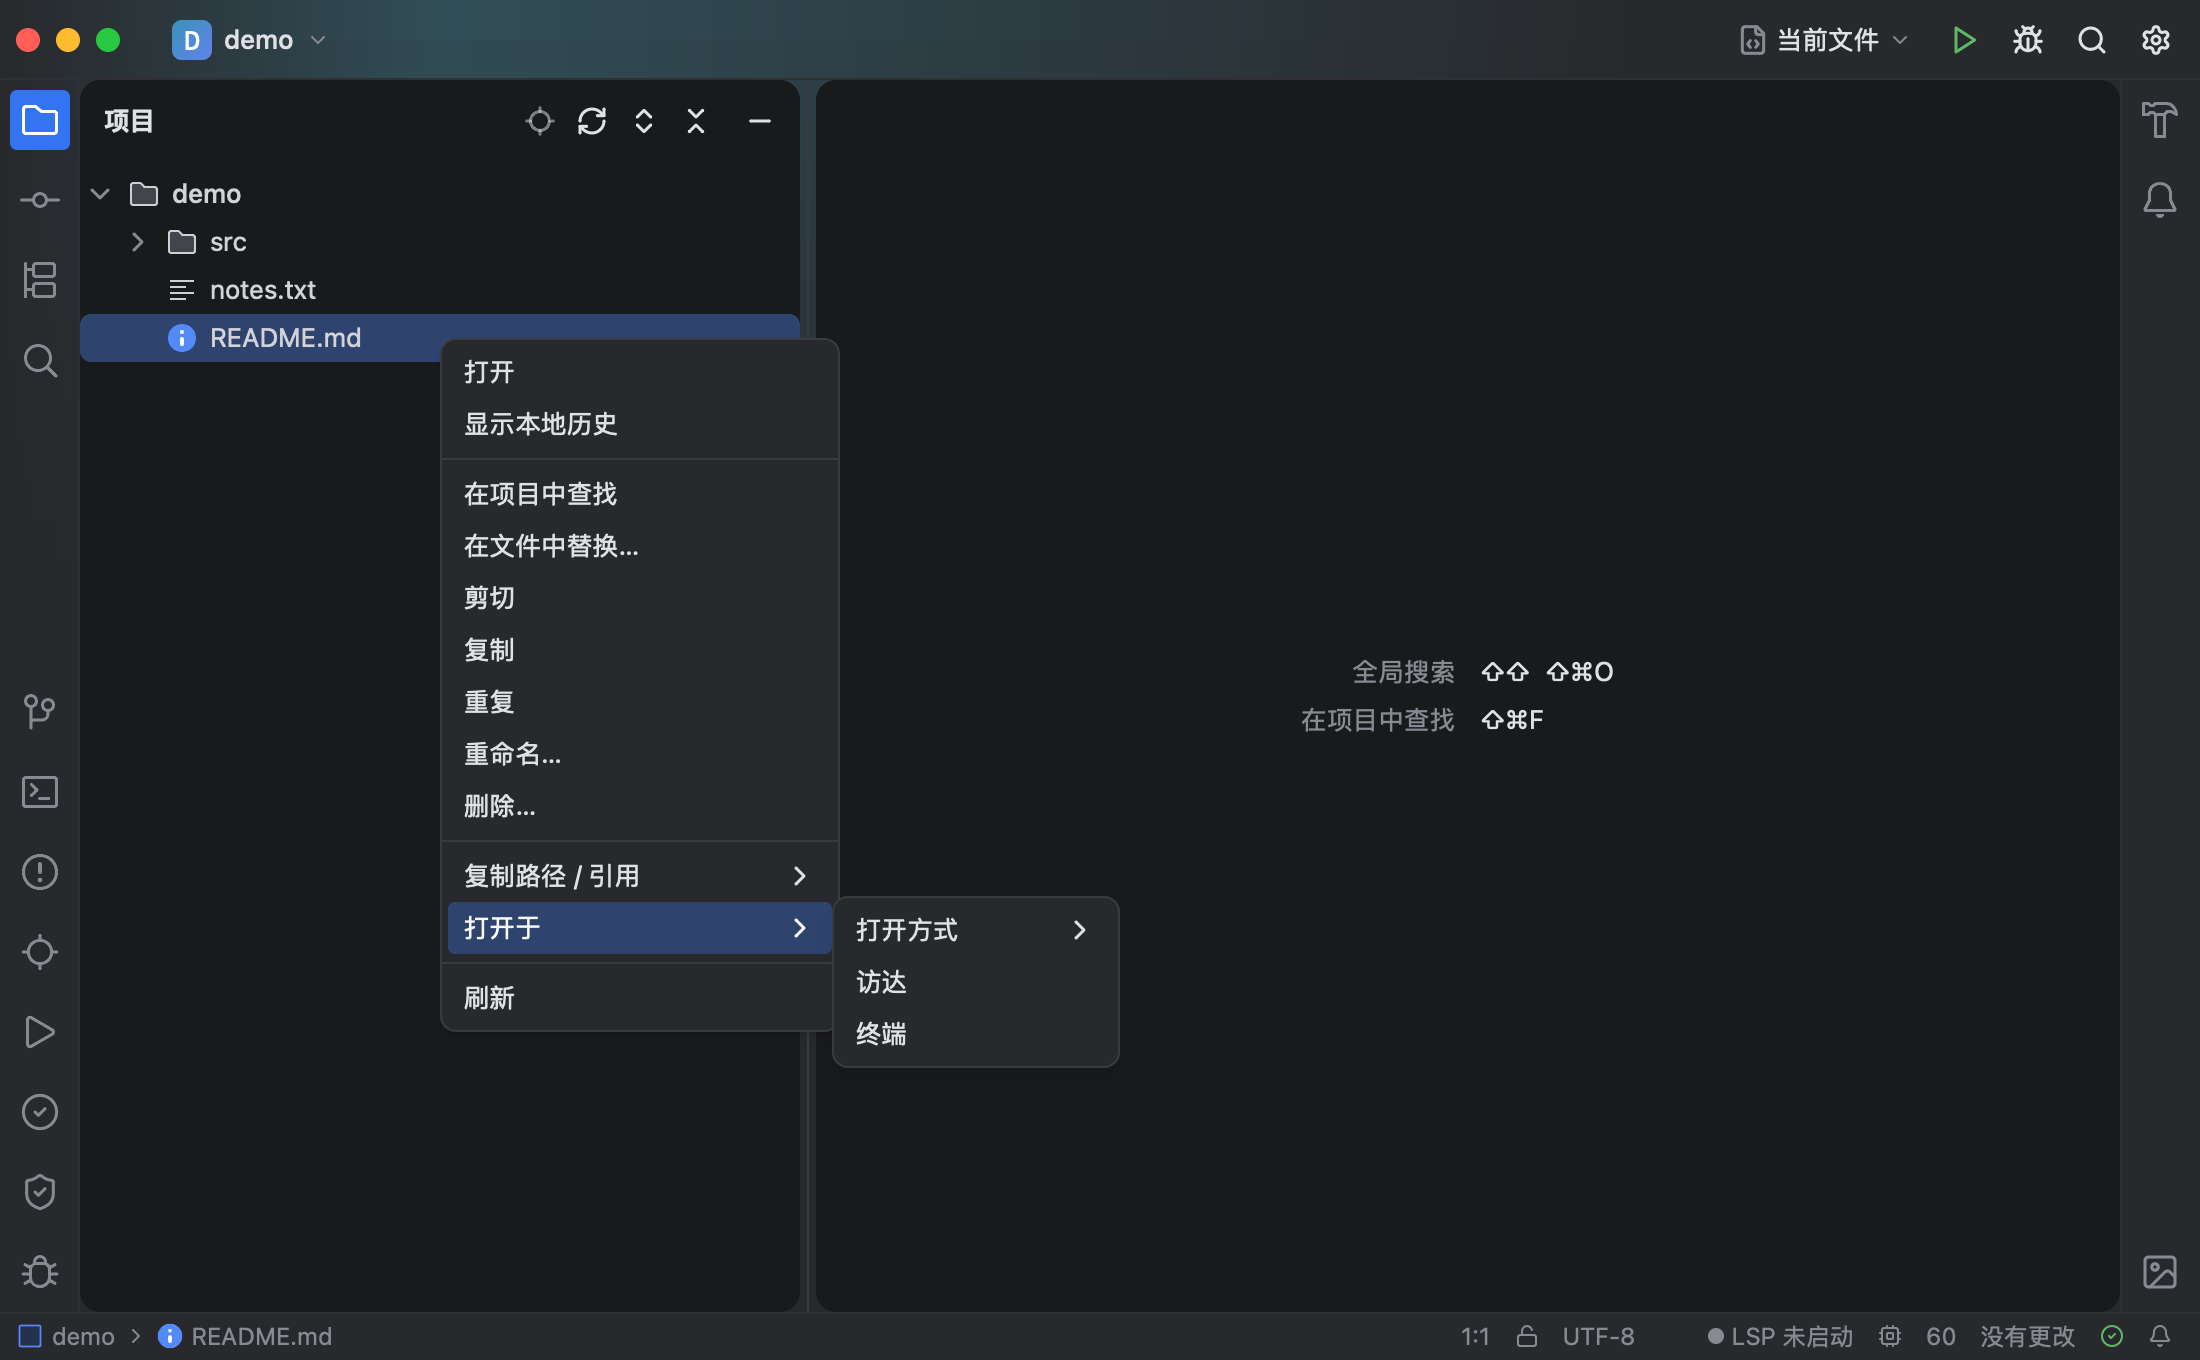 D demo
当前文件
项目
demo
src
notes.txt
README.md
打开
显示本地历史
在项目中查找
在文件中替换...
剪切
复制
重复
重命名...
删除...
复制路径 / 引用
打开于
刷新
打开方式
访达
终端
全局搜索 ⇧⇧ ⇧⌘O
在项目中查找 ⇧⌘F
demo README.md
1:1 UTF-8 LSP 未启动 60 没有更改